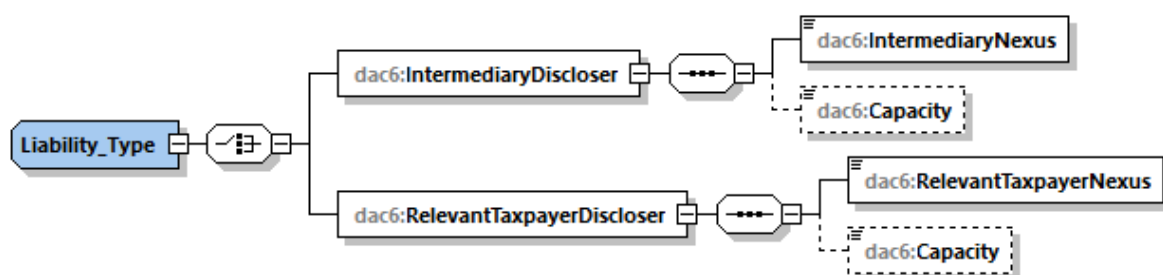 dac6:IntermediaryNexus
dac6:IntermediaryDiscloser
dac6:Capacity
Liability_Type
dac6:RelevantTaxpayerNexus
dac6:RelevantTaxpayerDiscloser
dac6:Capacity